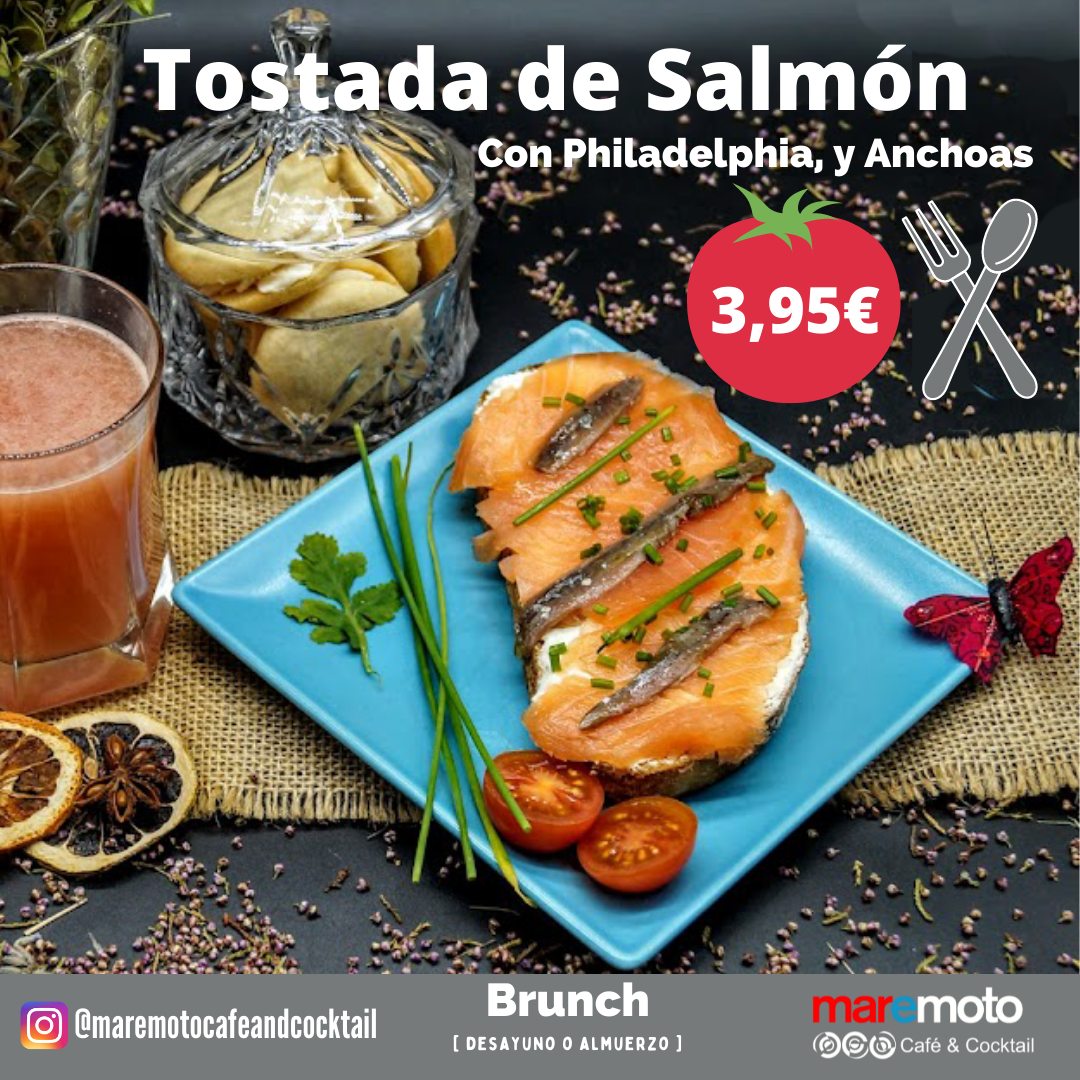 Tostada de Salmón
Con Philadelphia, y Anchoas
3,95€
@maremotocafeandcocktail
Brunch
[ DESAYUNO O ALMUERZO ]
maremoto
Café & Cocktail